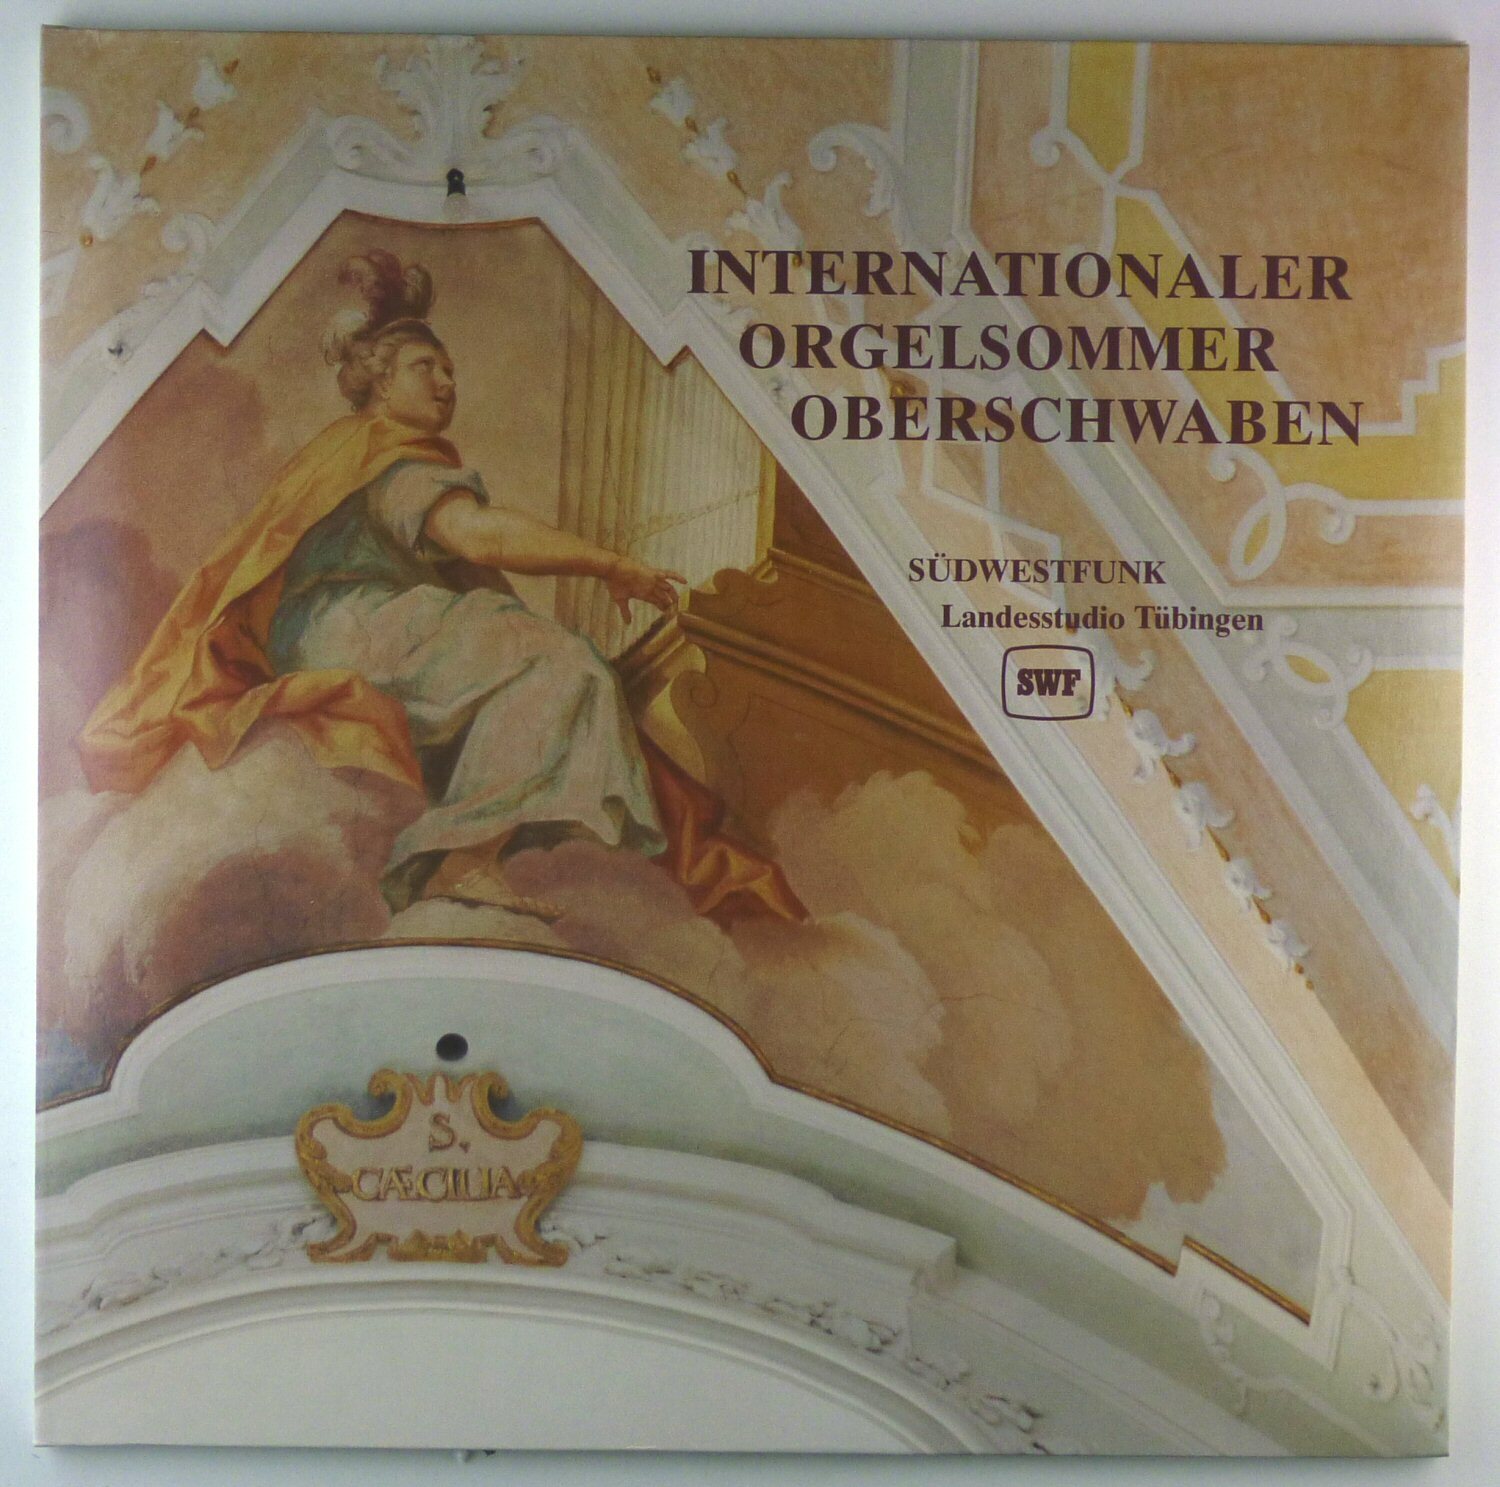 INTERNATIONALER
ORGELSOMMER
OBERSCHWABEN
SÜDWESTFUNK
Landesstudio Tübingen
SWF
S.
CÆCILIA